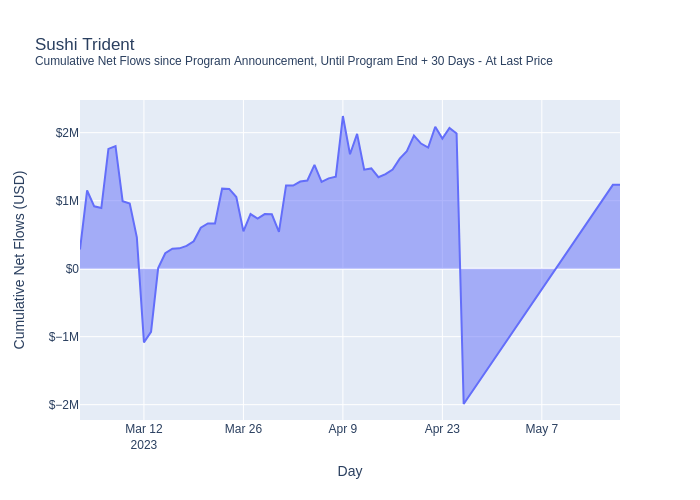 Sushi Trident
Cumulative Net Flows since Program Announcement, Until Program End + 30 Days - At Last Price
Cumulative Net Flows (USD)
$2M
$1M
$0
$−1M
$−2M
Mar 12
2023
Mar 26
Apr 9
Apr 23
May 7
Day